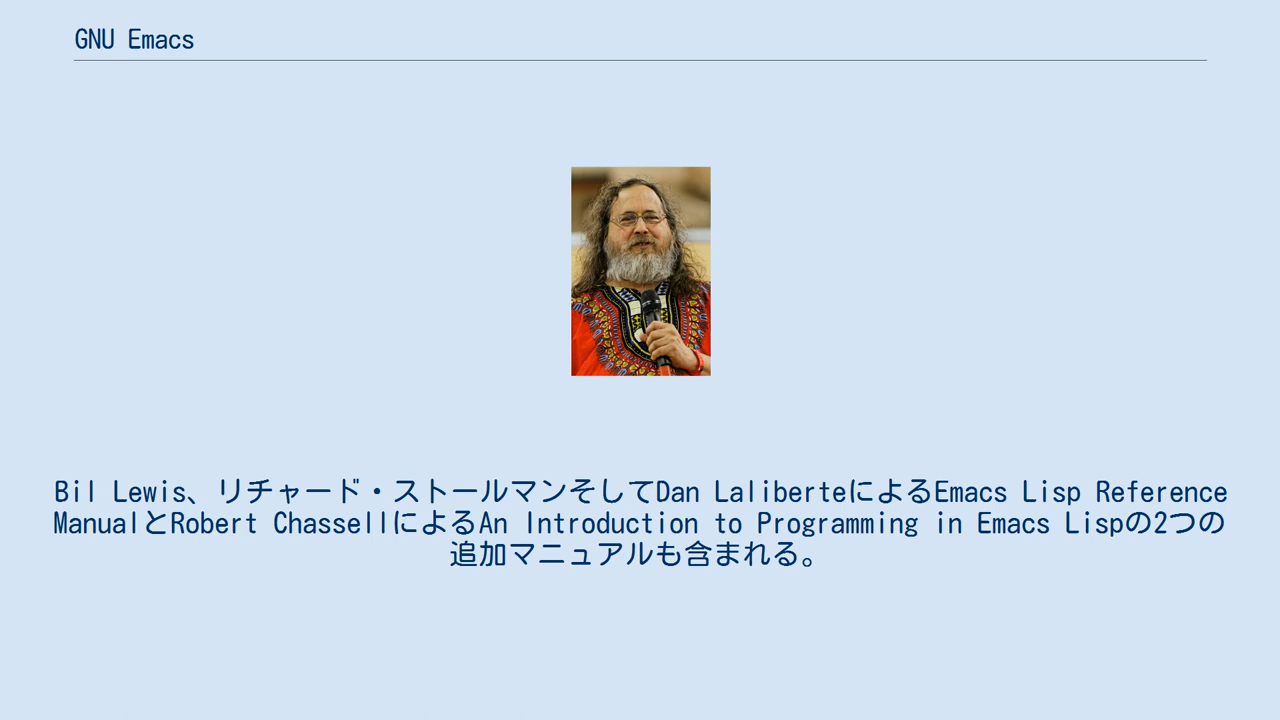 GNU Emacs
Bil Lewis、リチャード・ストールマンそしてDan LaliberteによるEmacs Lisp Reference
ManualとRobert ChassellによるAn Introduction to Programming in Emacs Lispの2つの
追加マニュアルも含まれる。